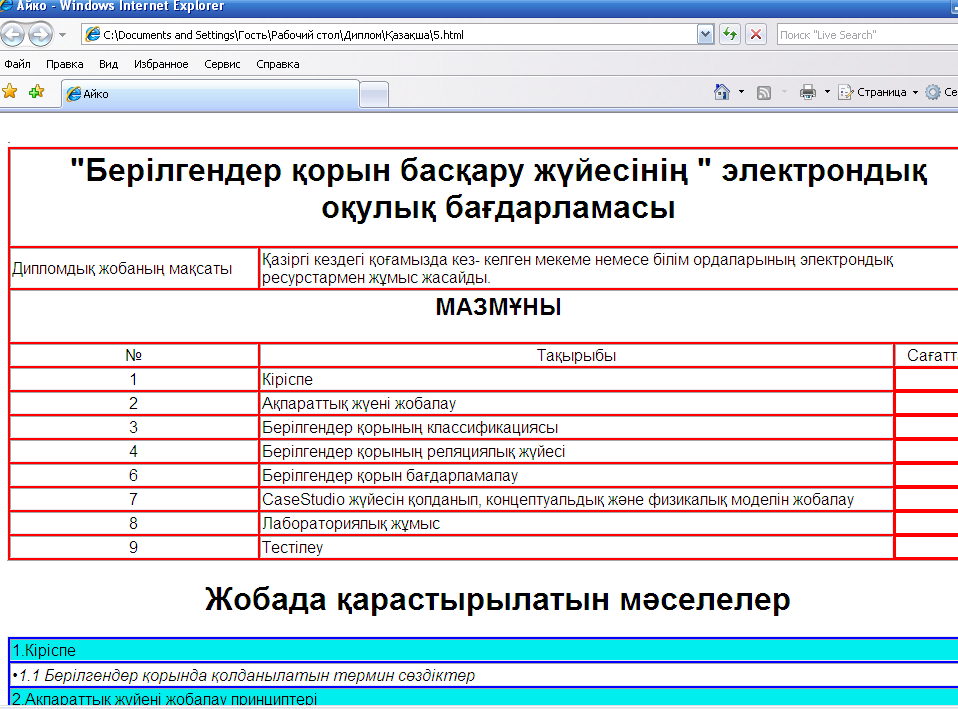 Айко - Windows Internet Explorer
C:\Documents and Settings\Гость\Рабочий стол\Диплом\Қазақша\5.html
Поиск "Live Search"
Файл Правка Вид Избранное Сервис Справка
Айко
Страница
Се
"Берілгендер қорын басқару жүйесінің " электрондық
оқулық бағдарламасы
Дипломдық жобаның мақсаты
Қазіргі кездегі қоғамызда кез- келген мекеме немесе білім ордаларының электрондық
ресурстармен жұмыс жасайды.
МАЗМҰНЫ
№ Тақырыбы Сағатт
1 Кіріспе
2 Ақпараттық жүені жобалау
3 Берілгендер қорының классификациясы
4 Берілгендер қорының реляциялық жүйесі
6 Берілгендер қорын бағдарламалау
7 CaseStudio жүйесін қолданып, концептуальдық және физикалық моделін жобалау
8 Лабораториялық жұмыс
9 Тестілеу
Жобада қарастырылатын мәселелер
1.Кіріспе
•1.1 Берілгендер қорында қолданылатын термин сөздіктер
2.Ақпараттық жүйені жобалау принциптері